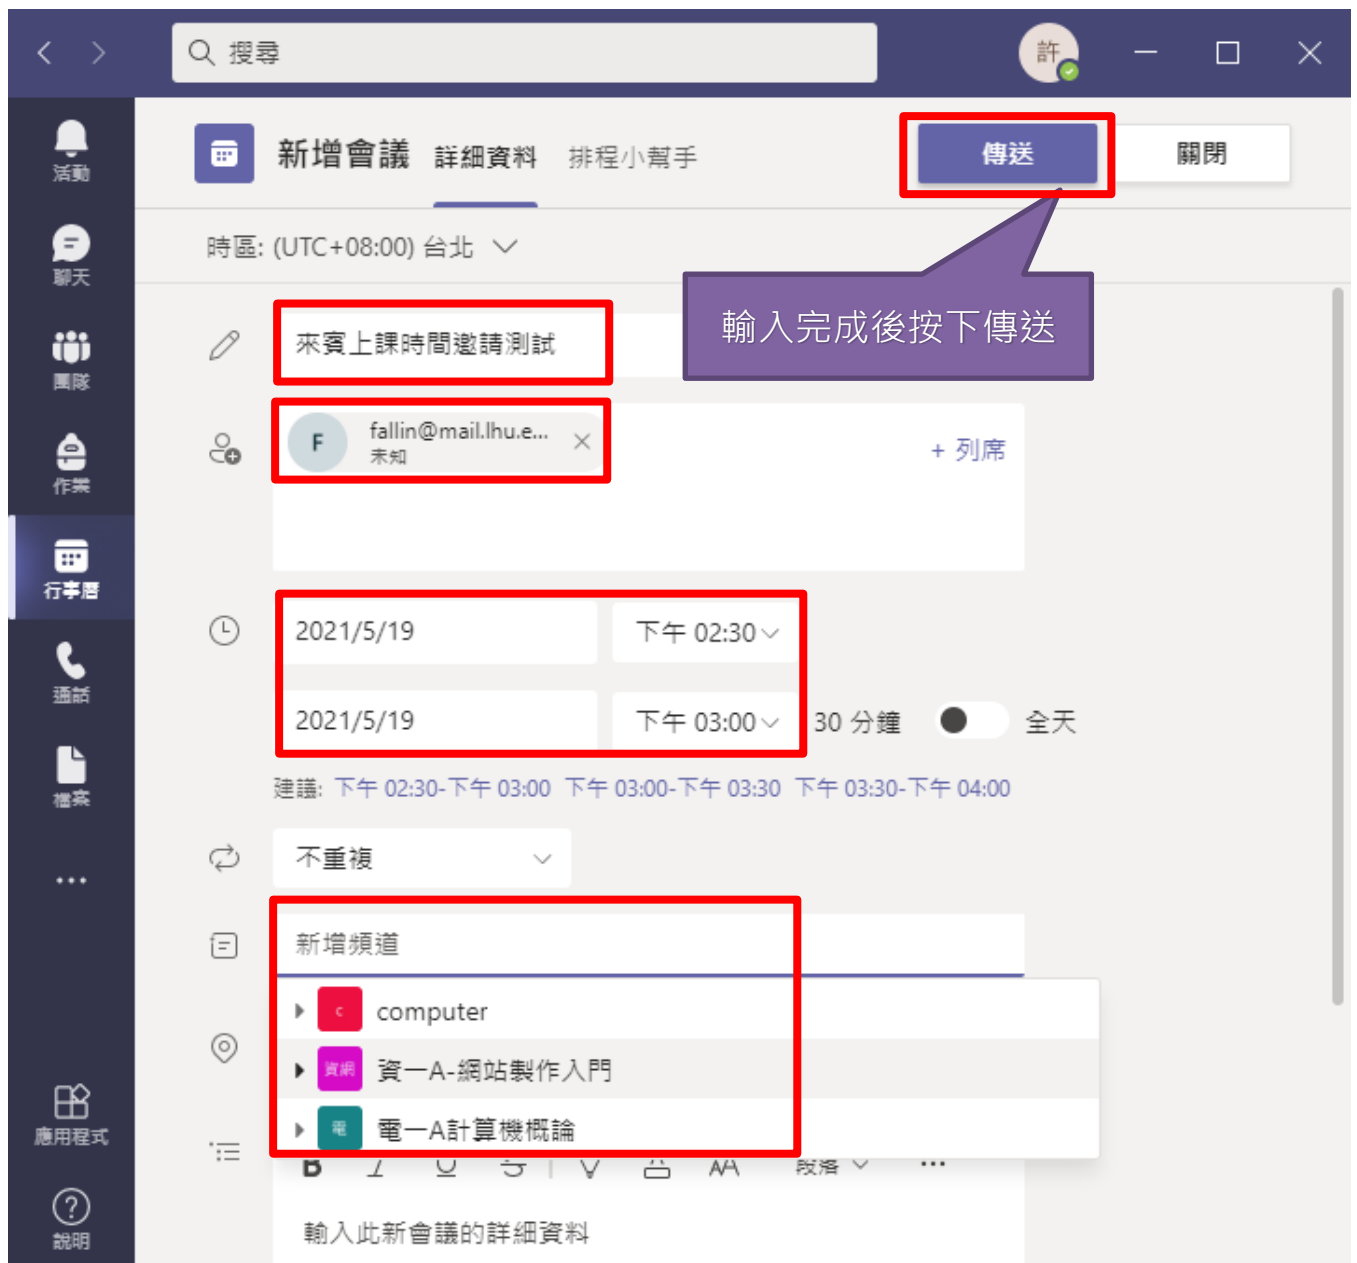 搜尋
許
活動
聊天
團隊
作業
行事曆
通話
檔案
...
應用程式
說明
新增會議 詳細資料 排程小幫手
傳送 關閉
時區: (UTC+08:00) 台北
輸入完成後按下傳送
來賓上課時間邀請測試
F
fallin@mail.lhu.e...
未知
+ 列席
2021/5/19 下午 02:30
2021/5/19 下午 03:00 30 分鐘 全天
建議: 下午 02:30-下午 03:00 下午 03:00-下午 03:30 下午 03:30-下午 04:00
不重複
新增頻道
c computer
資網 資一A-網站製作入門
電 電一A計算機概論
B I U S A AA 段落 ...
輸入此新會議的詳細資料